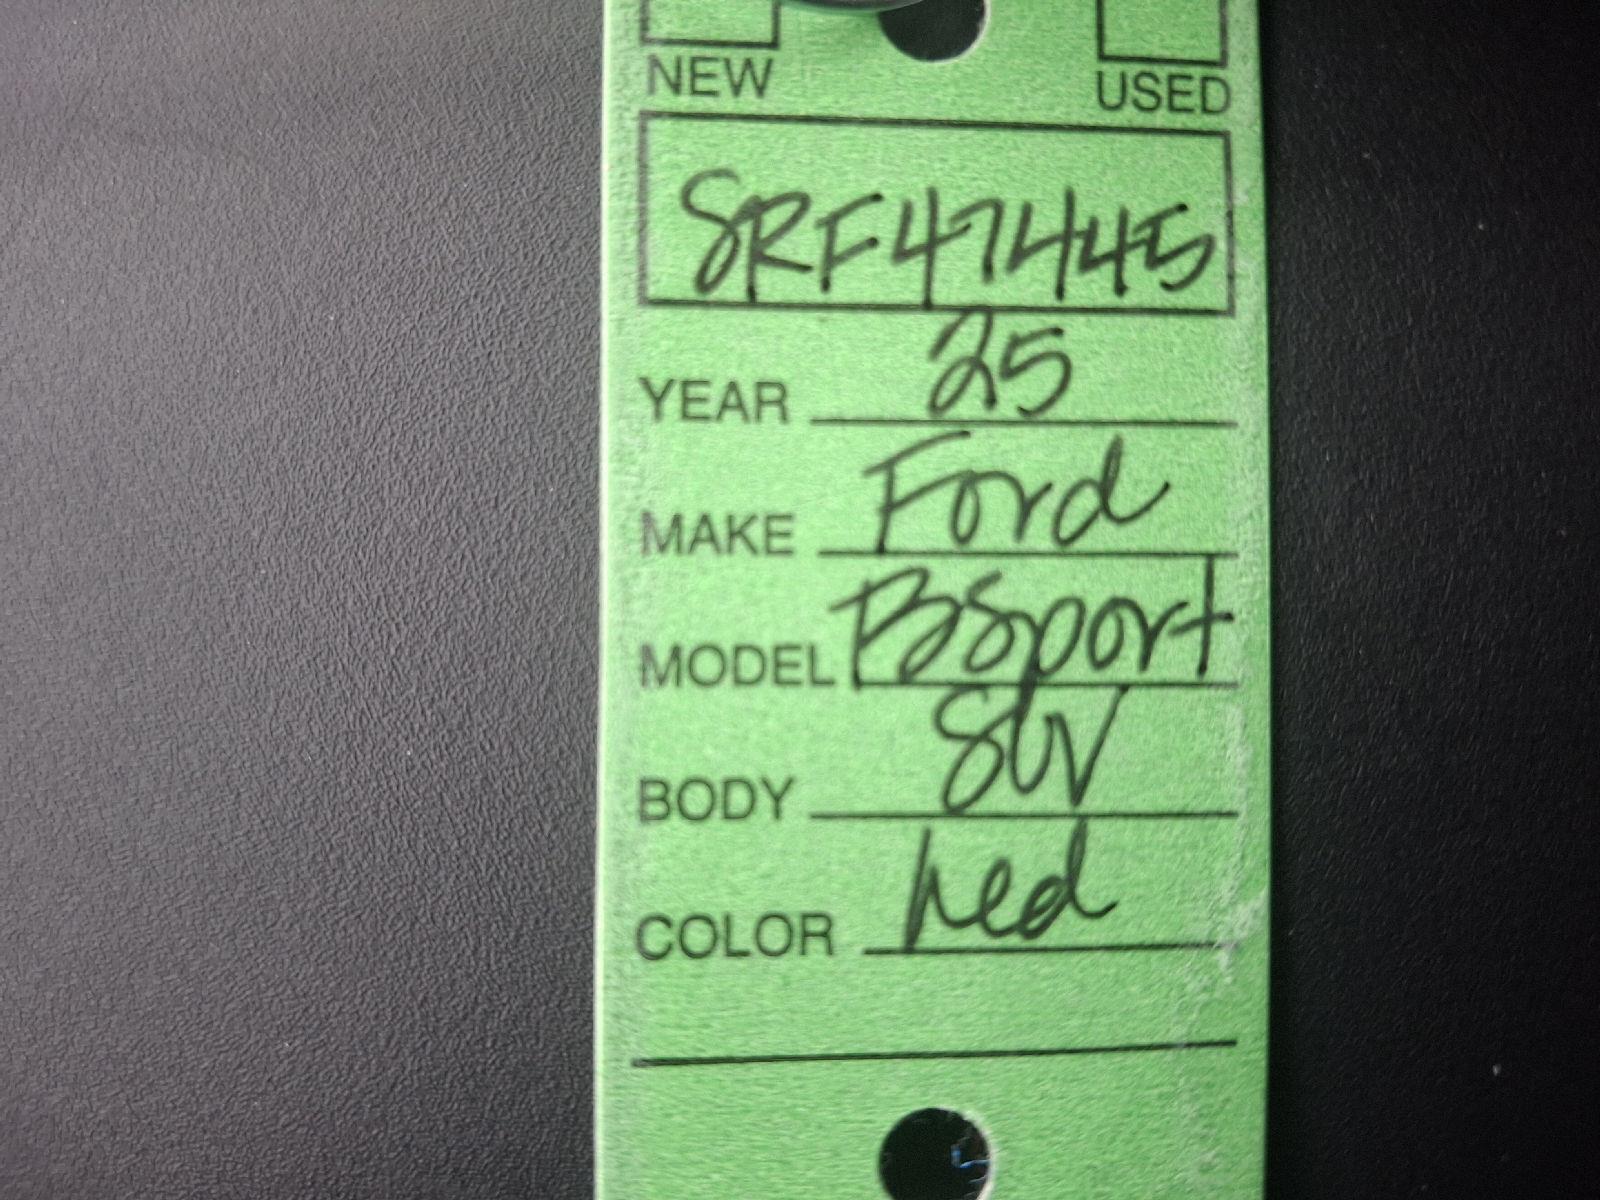 NEW USED
SRF47445
YEAR 25
MAKE Ford
MODEL BSport
BODY SUV
COLOR red